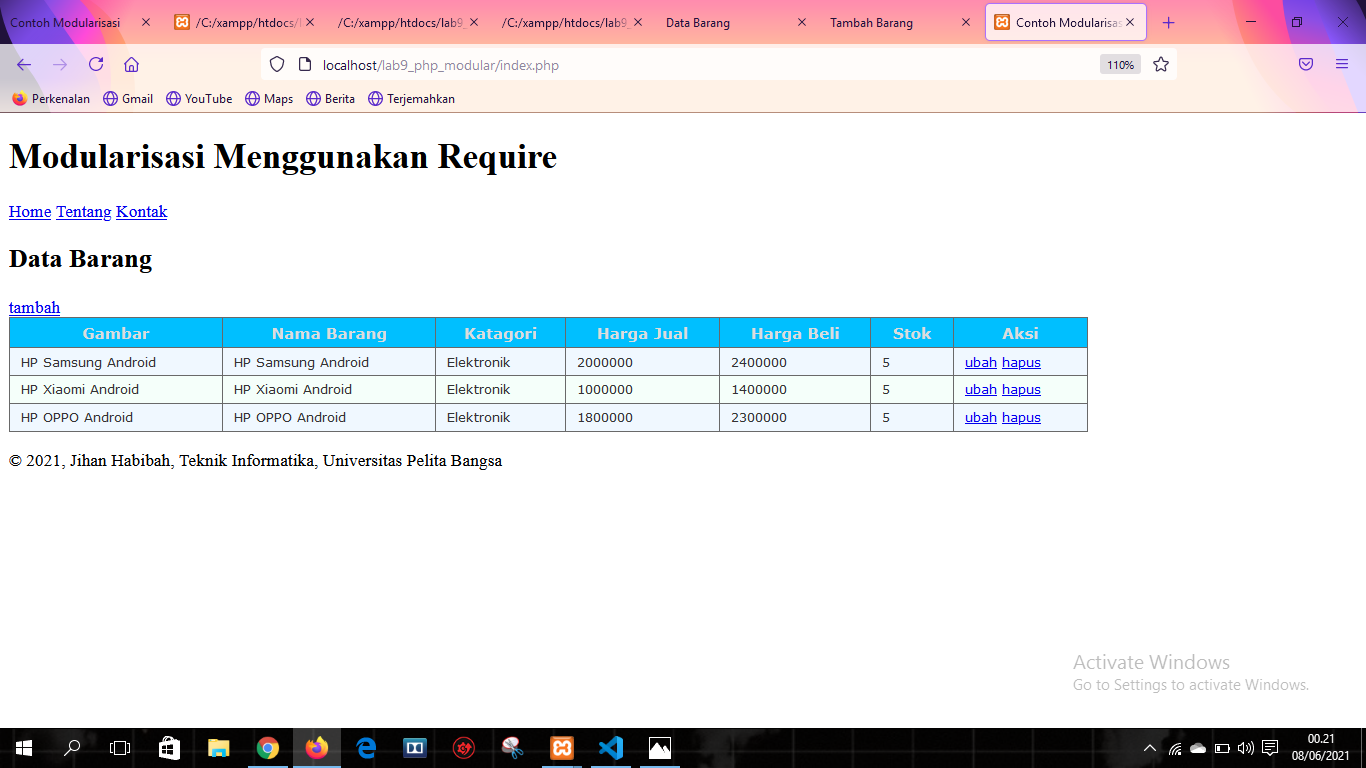 Contoh Modularisasi
/C:/xampp/htdocs/
/C:/xampp/htdocs/lab9_
/C:/xampp/htdocs/lab9_
Data Barang
Tambah Barang
Contoh Modularisas
localhost/lab9_php_modular/index.php
110%
Perkenalan Gmail YouTube Maps Berita Terjemahkan
Modularisasi Menggunakan Require
Home Tentang Kontak
Data Barang
tambah
Gambar Nama Barang Katagori Harga Jual Harga Beli Stok Aksi
HP Samsung Android HP Samsung Android Elektronik 2000000 2400000 5 ubah hapus
HP Xiaomi Android HP Xiaomi Android Elektronik 1000000 1400000 5 ubah hapus
HP OPPO Android HP OPPO Android Elektronik 1800000 2300000 5 ubah hapus
© 2021, Jihan Habibah, Teknik Informatika, Universitas Pelita Bangsa
Activate Windows
Go to Settings to activate Windows.
00.21
08/06/2021